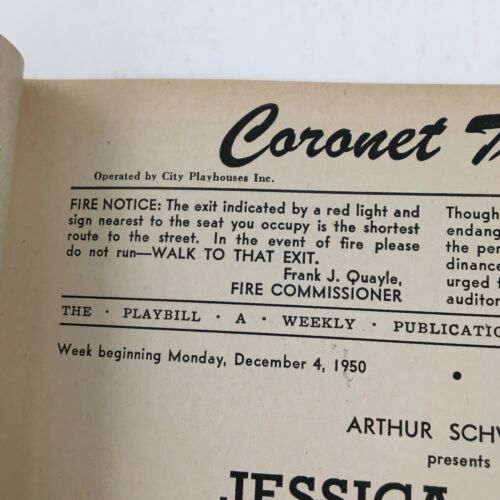 Coronet
Operated by City Playhouses Inc.
FIRE NOTICE: The exit indicated by a red light and
sign nearest to the seat you occupy is the shortest
route to the street. In the event of fire please
do not run—WALK TO THAT EXIT.
Frank J. Quayle,
FIRE COMMISSIONER
Though
endang
the per
dinance
urged t
auditor
THE · PLAYBILL · A · WEEKLY · PUBLICATIO
Week beginning Monday, December 4, 1950
•
ARTHUR SCHW
presents
JESSICA